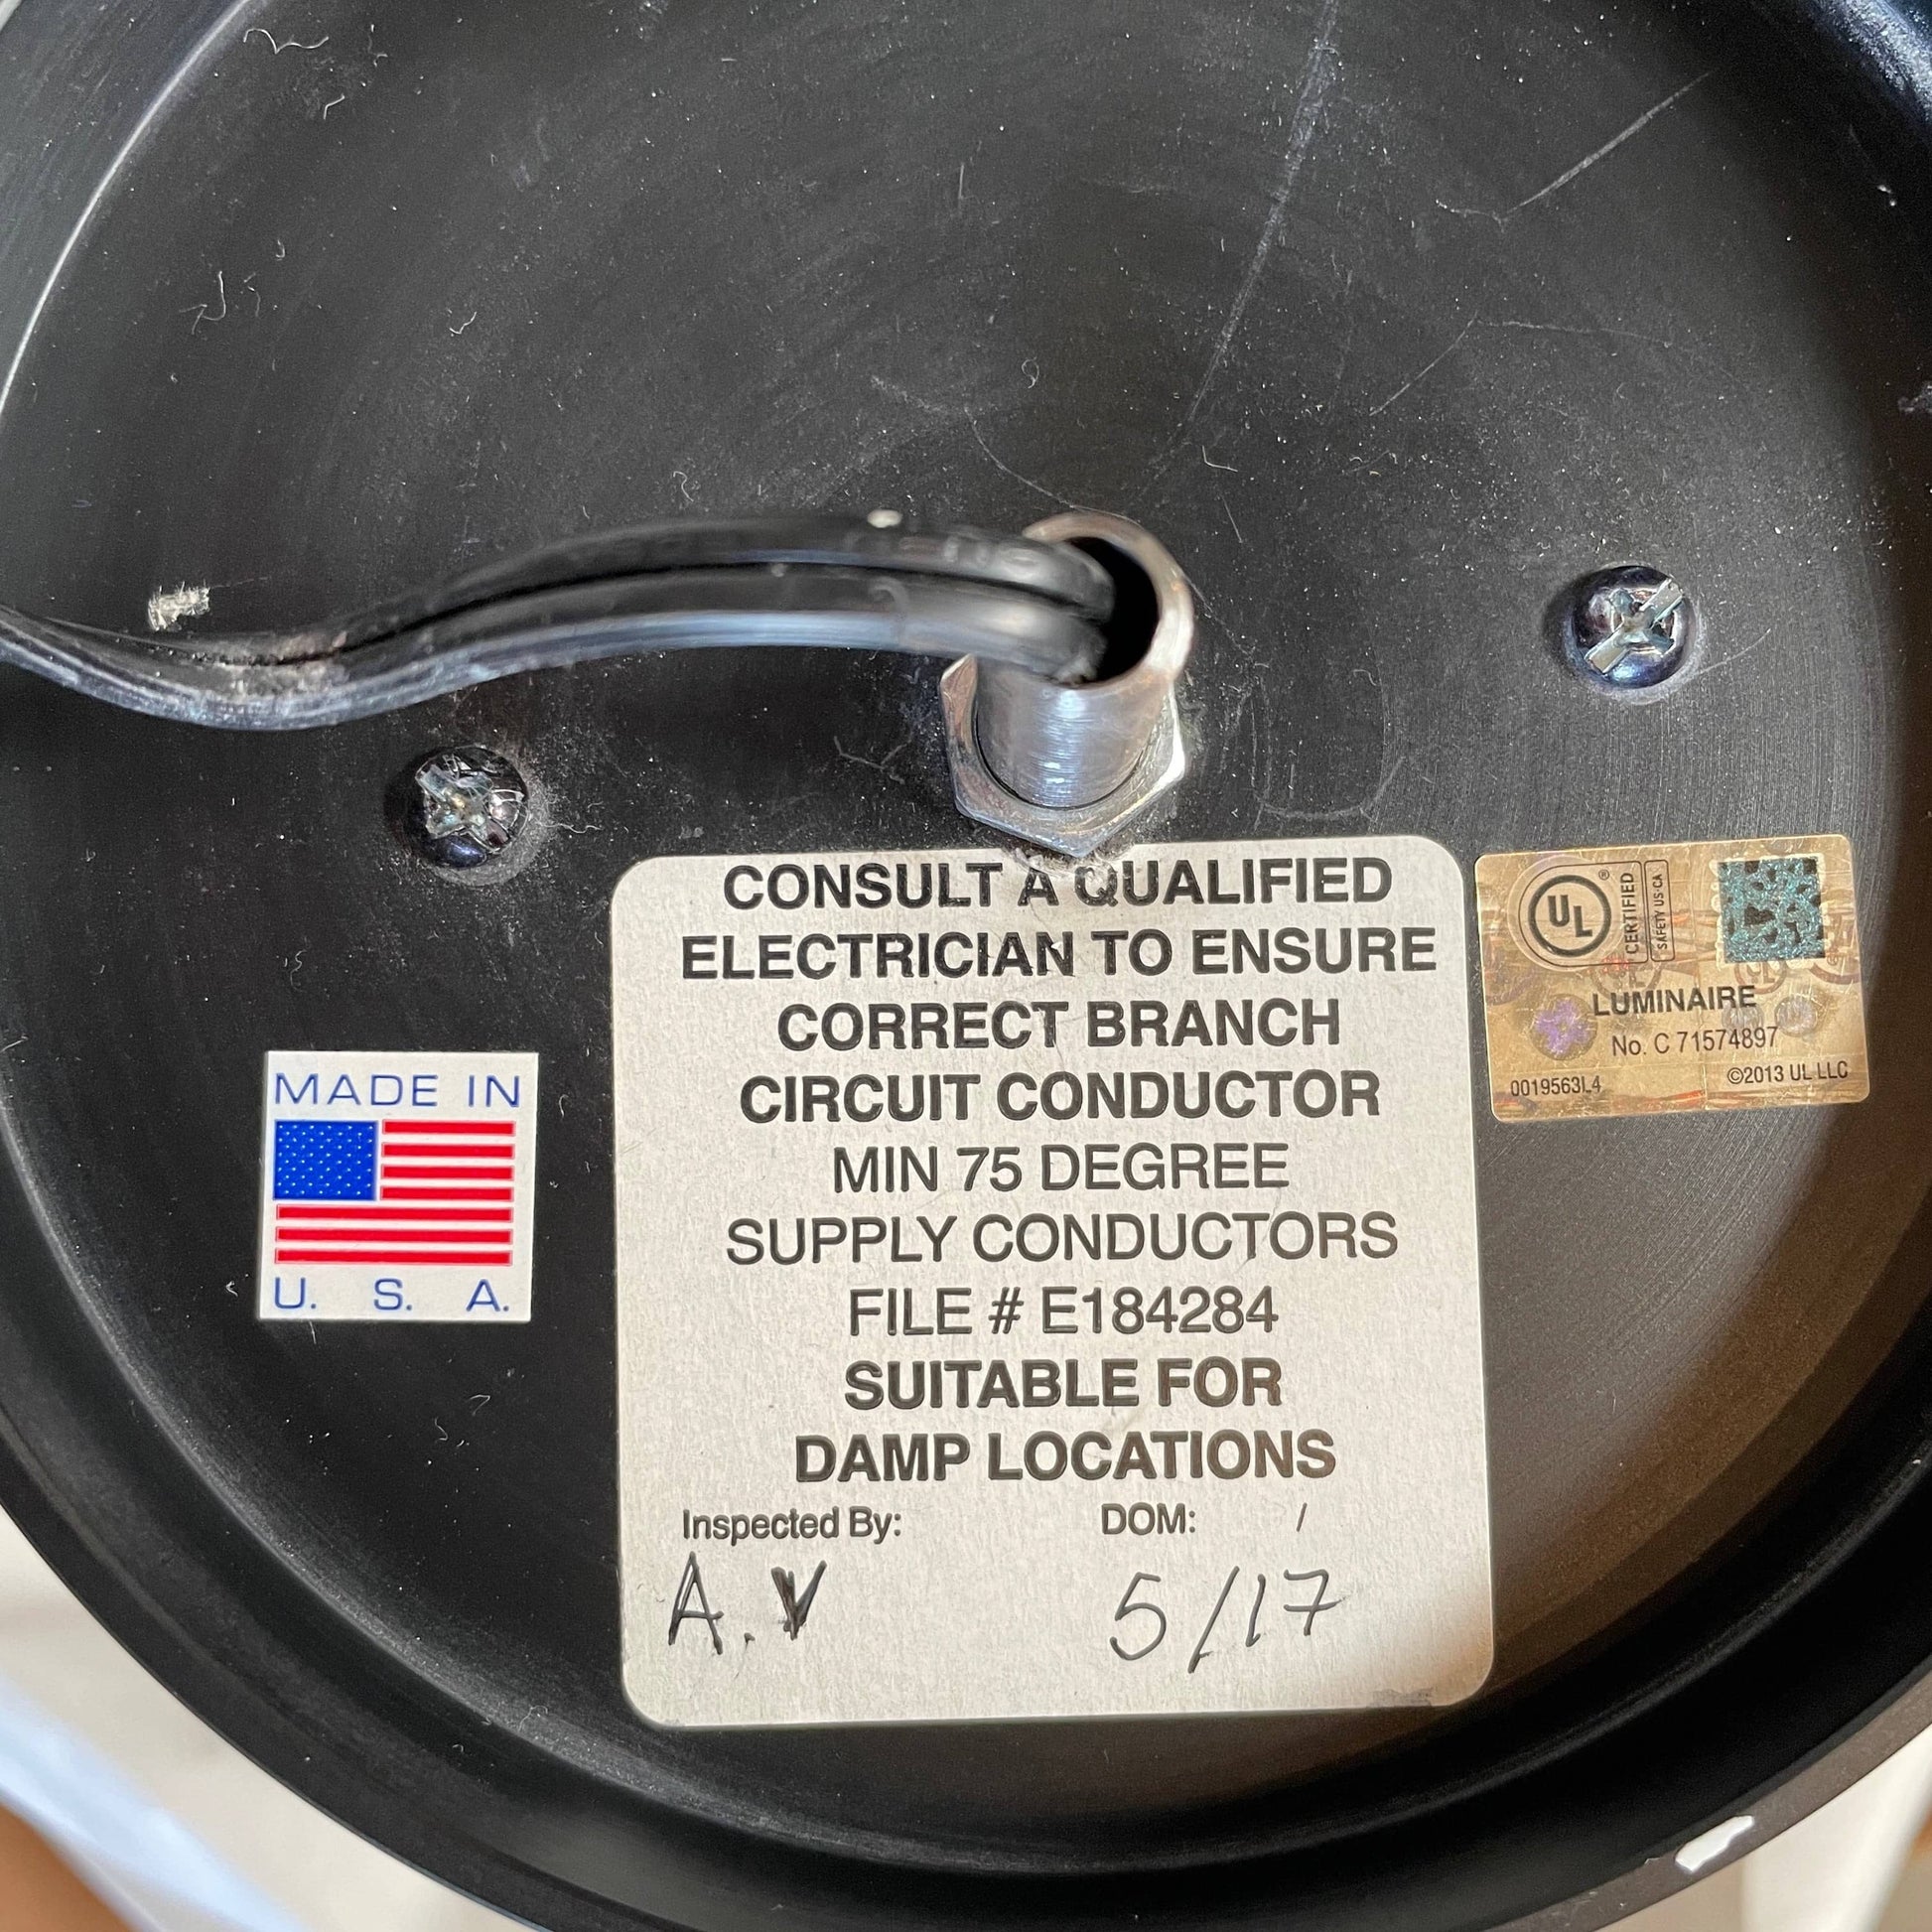 CONSULT A QUALIFIED
ELECTRICIAN TO ENSURE
CORRECT BRANCH
CIRCUIT CONDUCTOR
MIN 75 DEGREE
SUPPLY CONDUCTORS
FILE # E184284
SUITABLE FOR
DAMP LOCATIONS
Inspected By: DOM: /
A.V 5/17
MADE IN
U. S. A.
UL ® CERTIFIED SAFETY US-CA
LUMINAIRE
No. C 71574897
0019563L4 ©2013 UL LLC